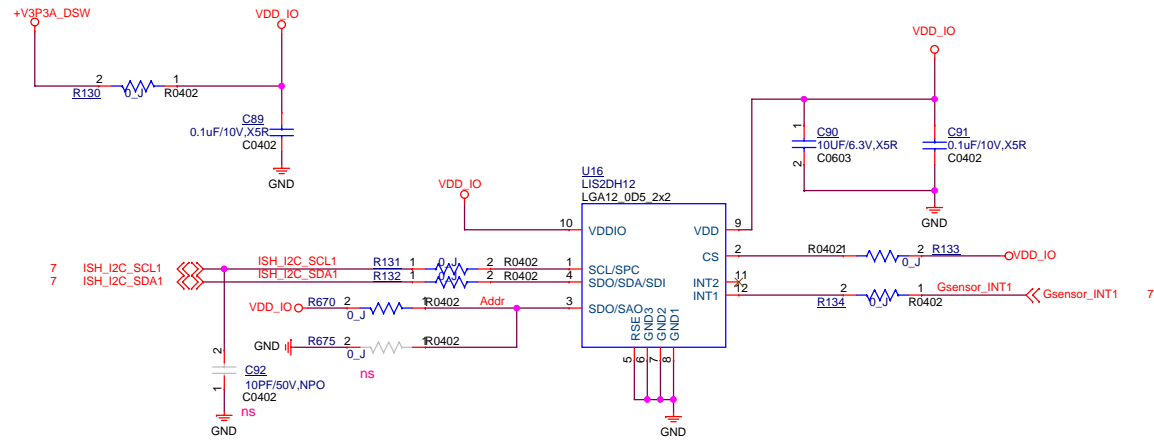 +V3P3A_DSW
VDD_IO
R130
2
0_J
1
R0402
C89
0.1uF/10V,X5R
C0402
GND
VDD_IO
1
C90
10UF/6.3V,X5R
2
C0603
C91
0.1uF/10V,X5R
C0402
GND
VDD_IO
U16
LIS2DH12
LGA12_0D5_2x2
10
VDDIO
VDD
9
CS
2
R0402
1
0_J
2
R133
VDD_IO
7
ISH_I2C_SCL1
ISH_I2C_SCL1
R131
1
0_J
2
R0402
1
SCL/SPC
ISH_I2C_SDA1
ISH_I2C_SDA1
R132
1
0_J
2
R0402
4
SDO/SDA/SDI
INT2
11
INT1
12
2
R134
0_J
1
R0402
Gsensor_INT1
Gsensor_INT1
7
VDD_IO
R670
2
0_J
1
R0402
Addr
3
SDO/SAO
GND
R675
2
0_J
1
R0402
ns
RSE
GND3
GND2
GND1
5
6
7
8
GND
2
C92
1
10PF/50V,NPO
C0402
ns
GND